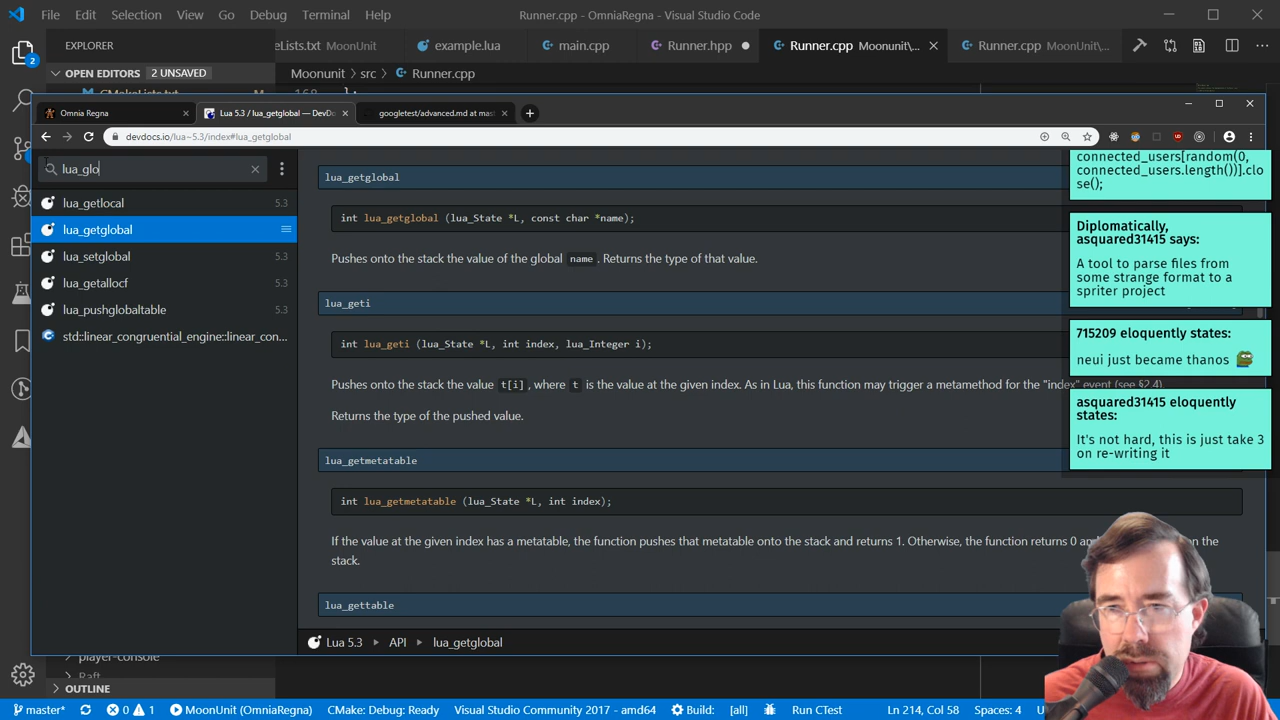 File Edit Selection View Go Debug Terminal Help Runner.cpp - OmniaRegna - Visual Studio Code
EXPLORER eLists.txt MoonUnit example.lua main.cpp Runner.hpp Runner.cpp Moonunit\... Runner.cpp MoonUnit\...
2 OPEN EDITORS 2 UNSAVED Moonunit > src > Runner.cpp
168
Omnia Regna Lua 5.3 / lua_getglobal — DevDo googletest/advanced.md at mast
devdocs.io/lua~5.3/index#lua_getglobal
lua_glo
lua_getlocal 5.3
lua_getglobal
lua_setglobal 5.3
lua_getallocf 5.3
lua_pushglobaltable 5.3
std::linear_congruential_engine::linear_con...
lua_getglobal
int lua_getglobal (lua_State *L, const char *name);
Pushes onto the stack the value of the global name. Returns the type of that value.
lua_geti
int lua_geti (lua_State *L, int index, lua_Integer i);
Pushes onto the stack the value t[i], where t is the value at the given index. As in Lua, this function may trigger a metamethod for the "index" event (see §2.4).
Returns the type of the pushed value.
lua_getmetatable
int lua_getmetatable (lua_State *L, int index);
If the value at the given index has a metatable, the function pushes that metatable onto the stack and returns 1. Otherwise, the function returns 0 an on the
stack.
lua_gettable
Lua 5.3 API lua_getglobal
connected_users[random(0,
connected_users.length())].clo
se();
Diplomatically,
asquared31415 says:
A tool to parse files from
some strange format to a
spriter project
715209 eloquently states:
neui just became thanos
asquared31415 eloquently
states:
It's not hard, this is just take 3
on re-writing it
player-console
Raft
OUTLINE
master* 0 1 MoonUnit (OmniaRegna) CMake: Debug: Ready Visual Studio Community 2017 - amd64 Build: [all] Run CTest Ln 214, Col 58 Spaces: 4